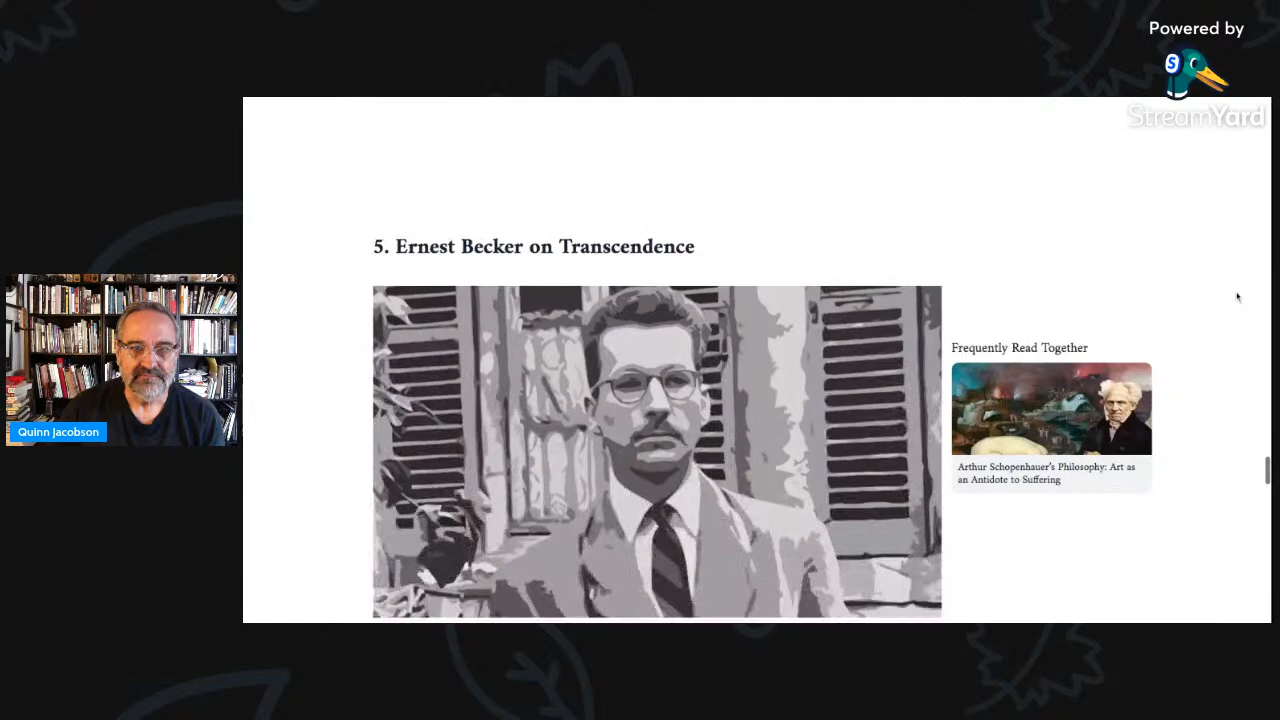 Powered by
S
StreamYard
5. Ernest Becker on Transcendence
Frequently Read Together
Arthur Schopenhauer's Philosophy: Art as
an Antidote to Suffering
Quinn Jacobson